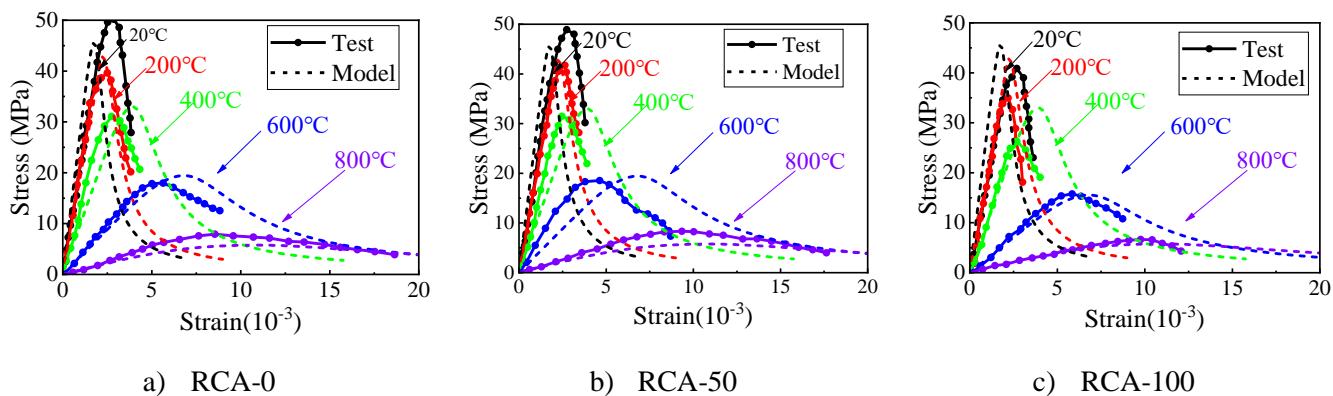 50
40
30
20
10
0
Stress (MPa)
0 5 10 15 20
Strain(10⁻³)
20℃
200℃
400℃
600℃
800℃
Test
Model
a) RCA-0
50
40
30
20
10
0
Stress (MPa)
0 5 10 15 20
Strain(10⁻³)
20℃
200℃
400℃
600℃
800℃
Test
Model
b) RCA-50
50
40
30
20
10
0
Stress (MPa)
0 5 10 15 20
Strain(10⁻³)
20℃
200℃
400℃
600℃
800℃
Test
Model
c) RCA-100